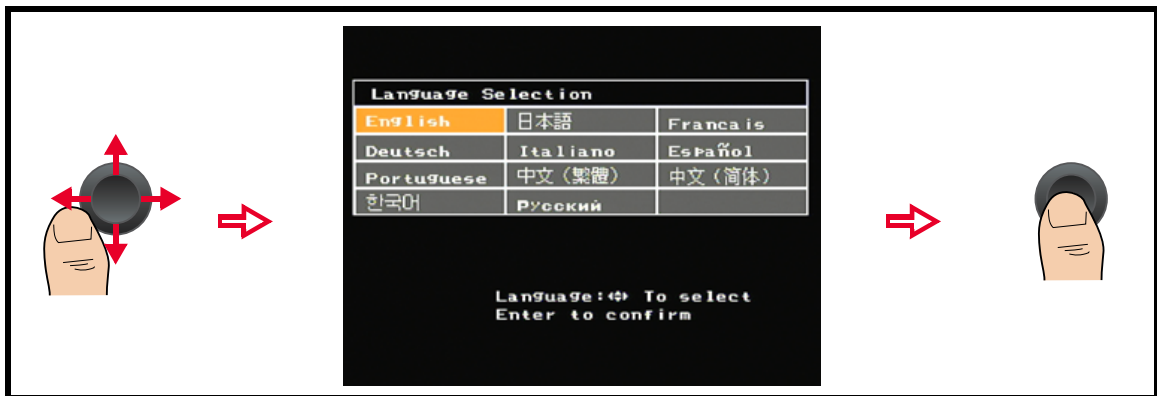 Language Selection
English 日本語 Francais
Deutsch Italiano Español
Portuguese 中文（繁體） 中文（简体）
한국어 Русский
Language: To select
Enter to confirm